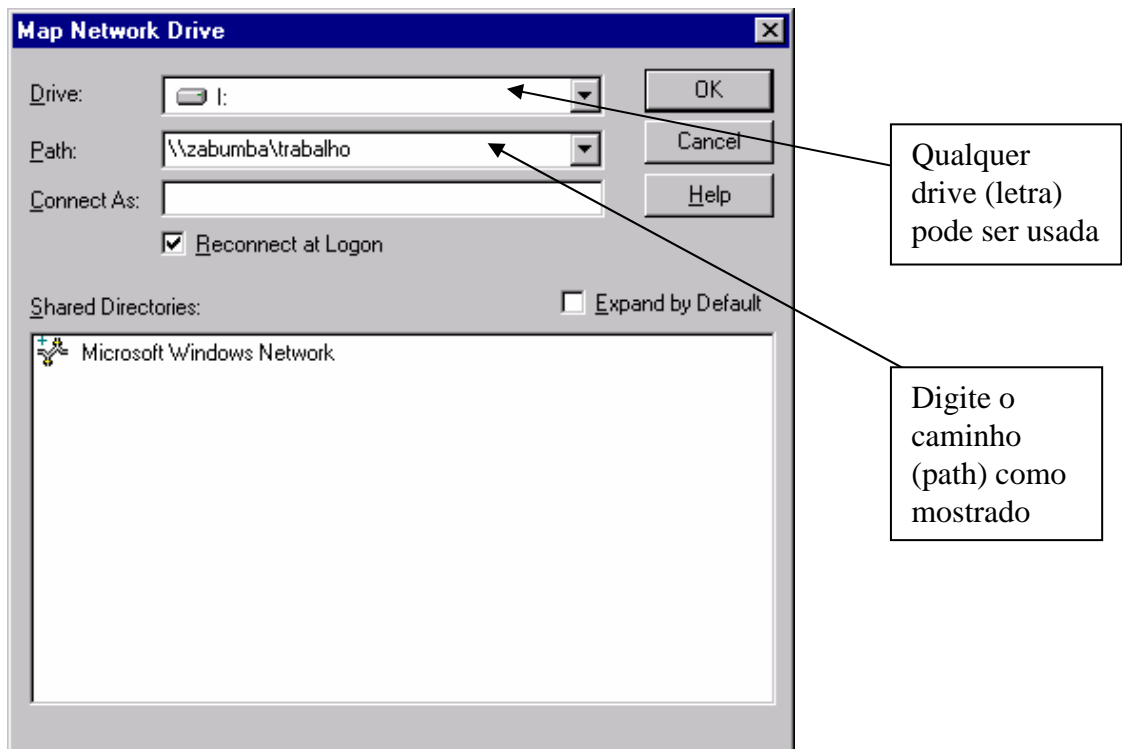 Map Network Drive
Drive:
I:
OK
Path:
\\zabumba\trabalho
Cancel
Connect As:
Help
Reconnect at Logon
Shared Directories:
Expand by Default
Microsoft Windows Network
Qualquer
drive (letra)
pode ser usada
Digite o
caminho
(path) como
mostrado